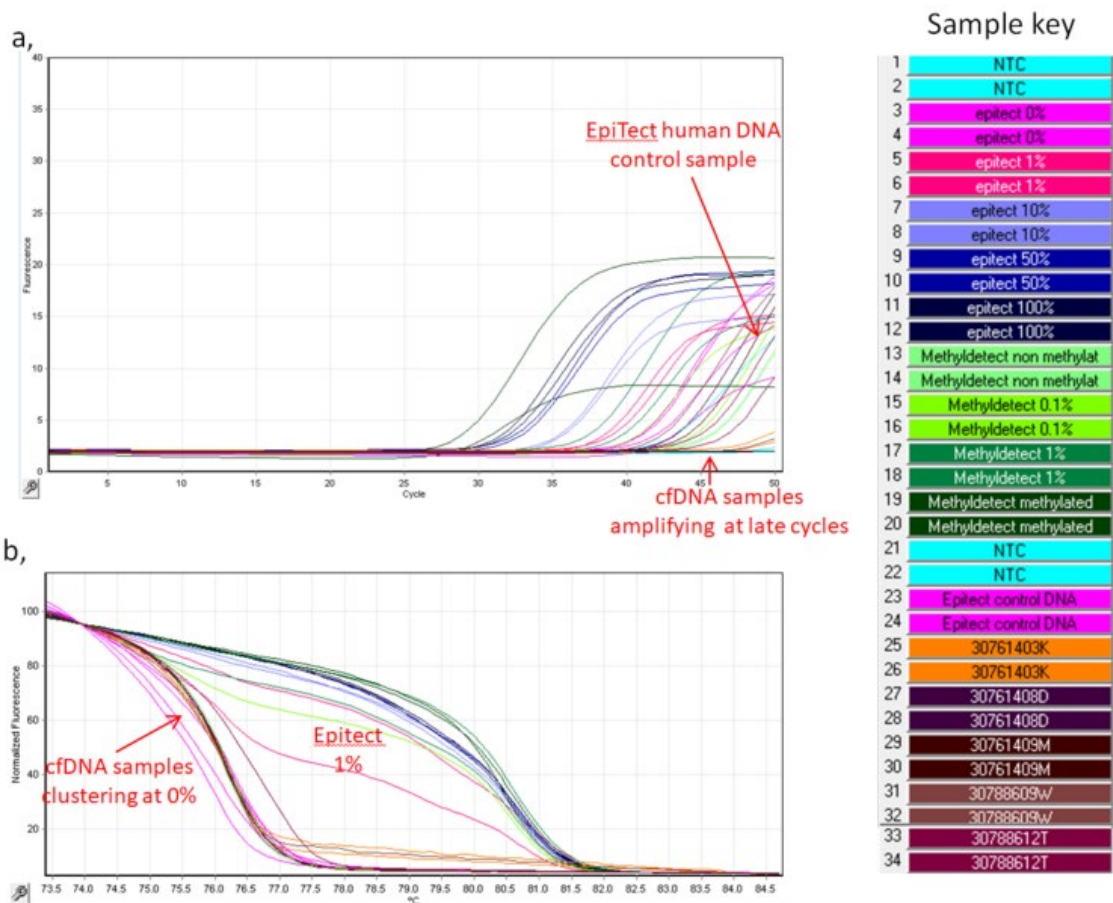 Sample key
a,
40
35
30
25
20
15
10
5
0
Fluorescence
5 10 15 20 25 30 35 40 45 50
Cycle
EpiTect human DNA
control sample
cfDNA samples
amplifying at late cycles
b,
100
80
60
40
20
Normalized Fluorescence
73.5 74.0 74.5 75.0 75.5 76.0 76.5 77.0 77.5 78.0 78.5 79.0 79.5 80.0 80.5 81.0 81.5 82.0 82.5 83.0 83.5 84.0 84.5
°C
cfDNA samples
clustering at 0%
Epitect
1%
1 NTC
2 NTC
3 epitect 0%
4 epitect 0%
5 epitect 1%
6 epitect 1%
7 epitect 10%
8 epitect 10%
9 epitect 50%
10 epitect 50%
11 epitect 100%
12 epitect 100%
13 Methyldetect non methylat
14 Methyldetect non methylat
15 Methyldetect 0.1%
16 Methyldetect 0.1%
17 Methyldetect 1%
18 Methyldetect 1%
19 Methyldetect methylated
20 Methyldetect methylated
21 NTC
22 NTC
23 Epitect control DNA
24 Epitect control DNA
25 30761403K
26 30761403K
27 30761408D
28 30761408D
29 30761409M
30 30761409M
31 30788609W
32 30788609W
33 30788612T
34 30788612T